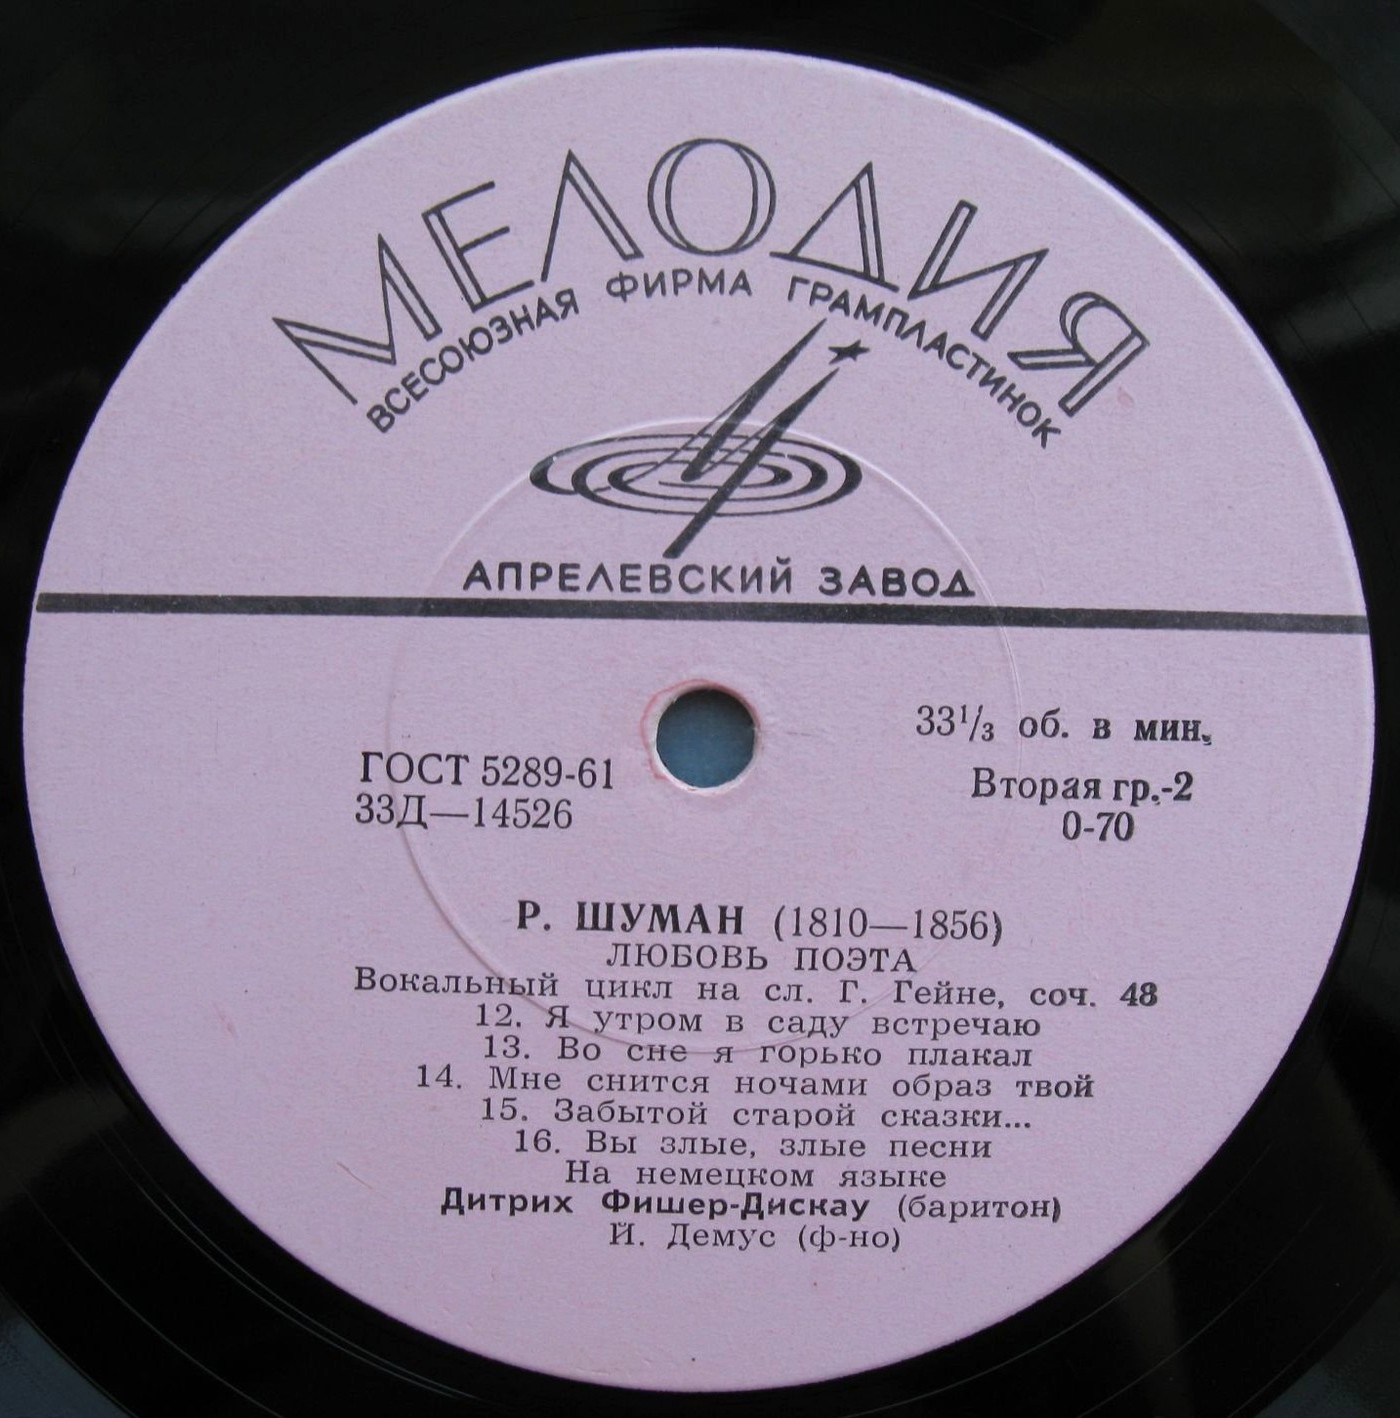 МЕЛОДИЯ
ВСЕСОЮЗНАЯ ФИРМА ГРАМПЛАСТИНОК
АПРЕЛЕВСКИЙ ЗАВОД
33¹/₃ об. в мин.
ГОСТ 5289-61
Вторая гр.-2
33Д—14526
0-70
Р. ШУМАН (1810—1856)
ЛЮБОВЬ ПОЭТА
Вокальный цикл на сл. Г. Гейне, соч. 48
12. Я утром в саду встречаю
13. Во сне я горько плакал
14. Мне снится ночами образ твой
15. Забытой старой сказки...
16. Вы злые, злые песни
На немецком языке
Дитрих Фишер-Дискау (баритон)
Й. Демус (ф-но)